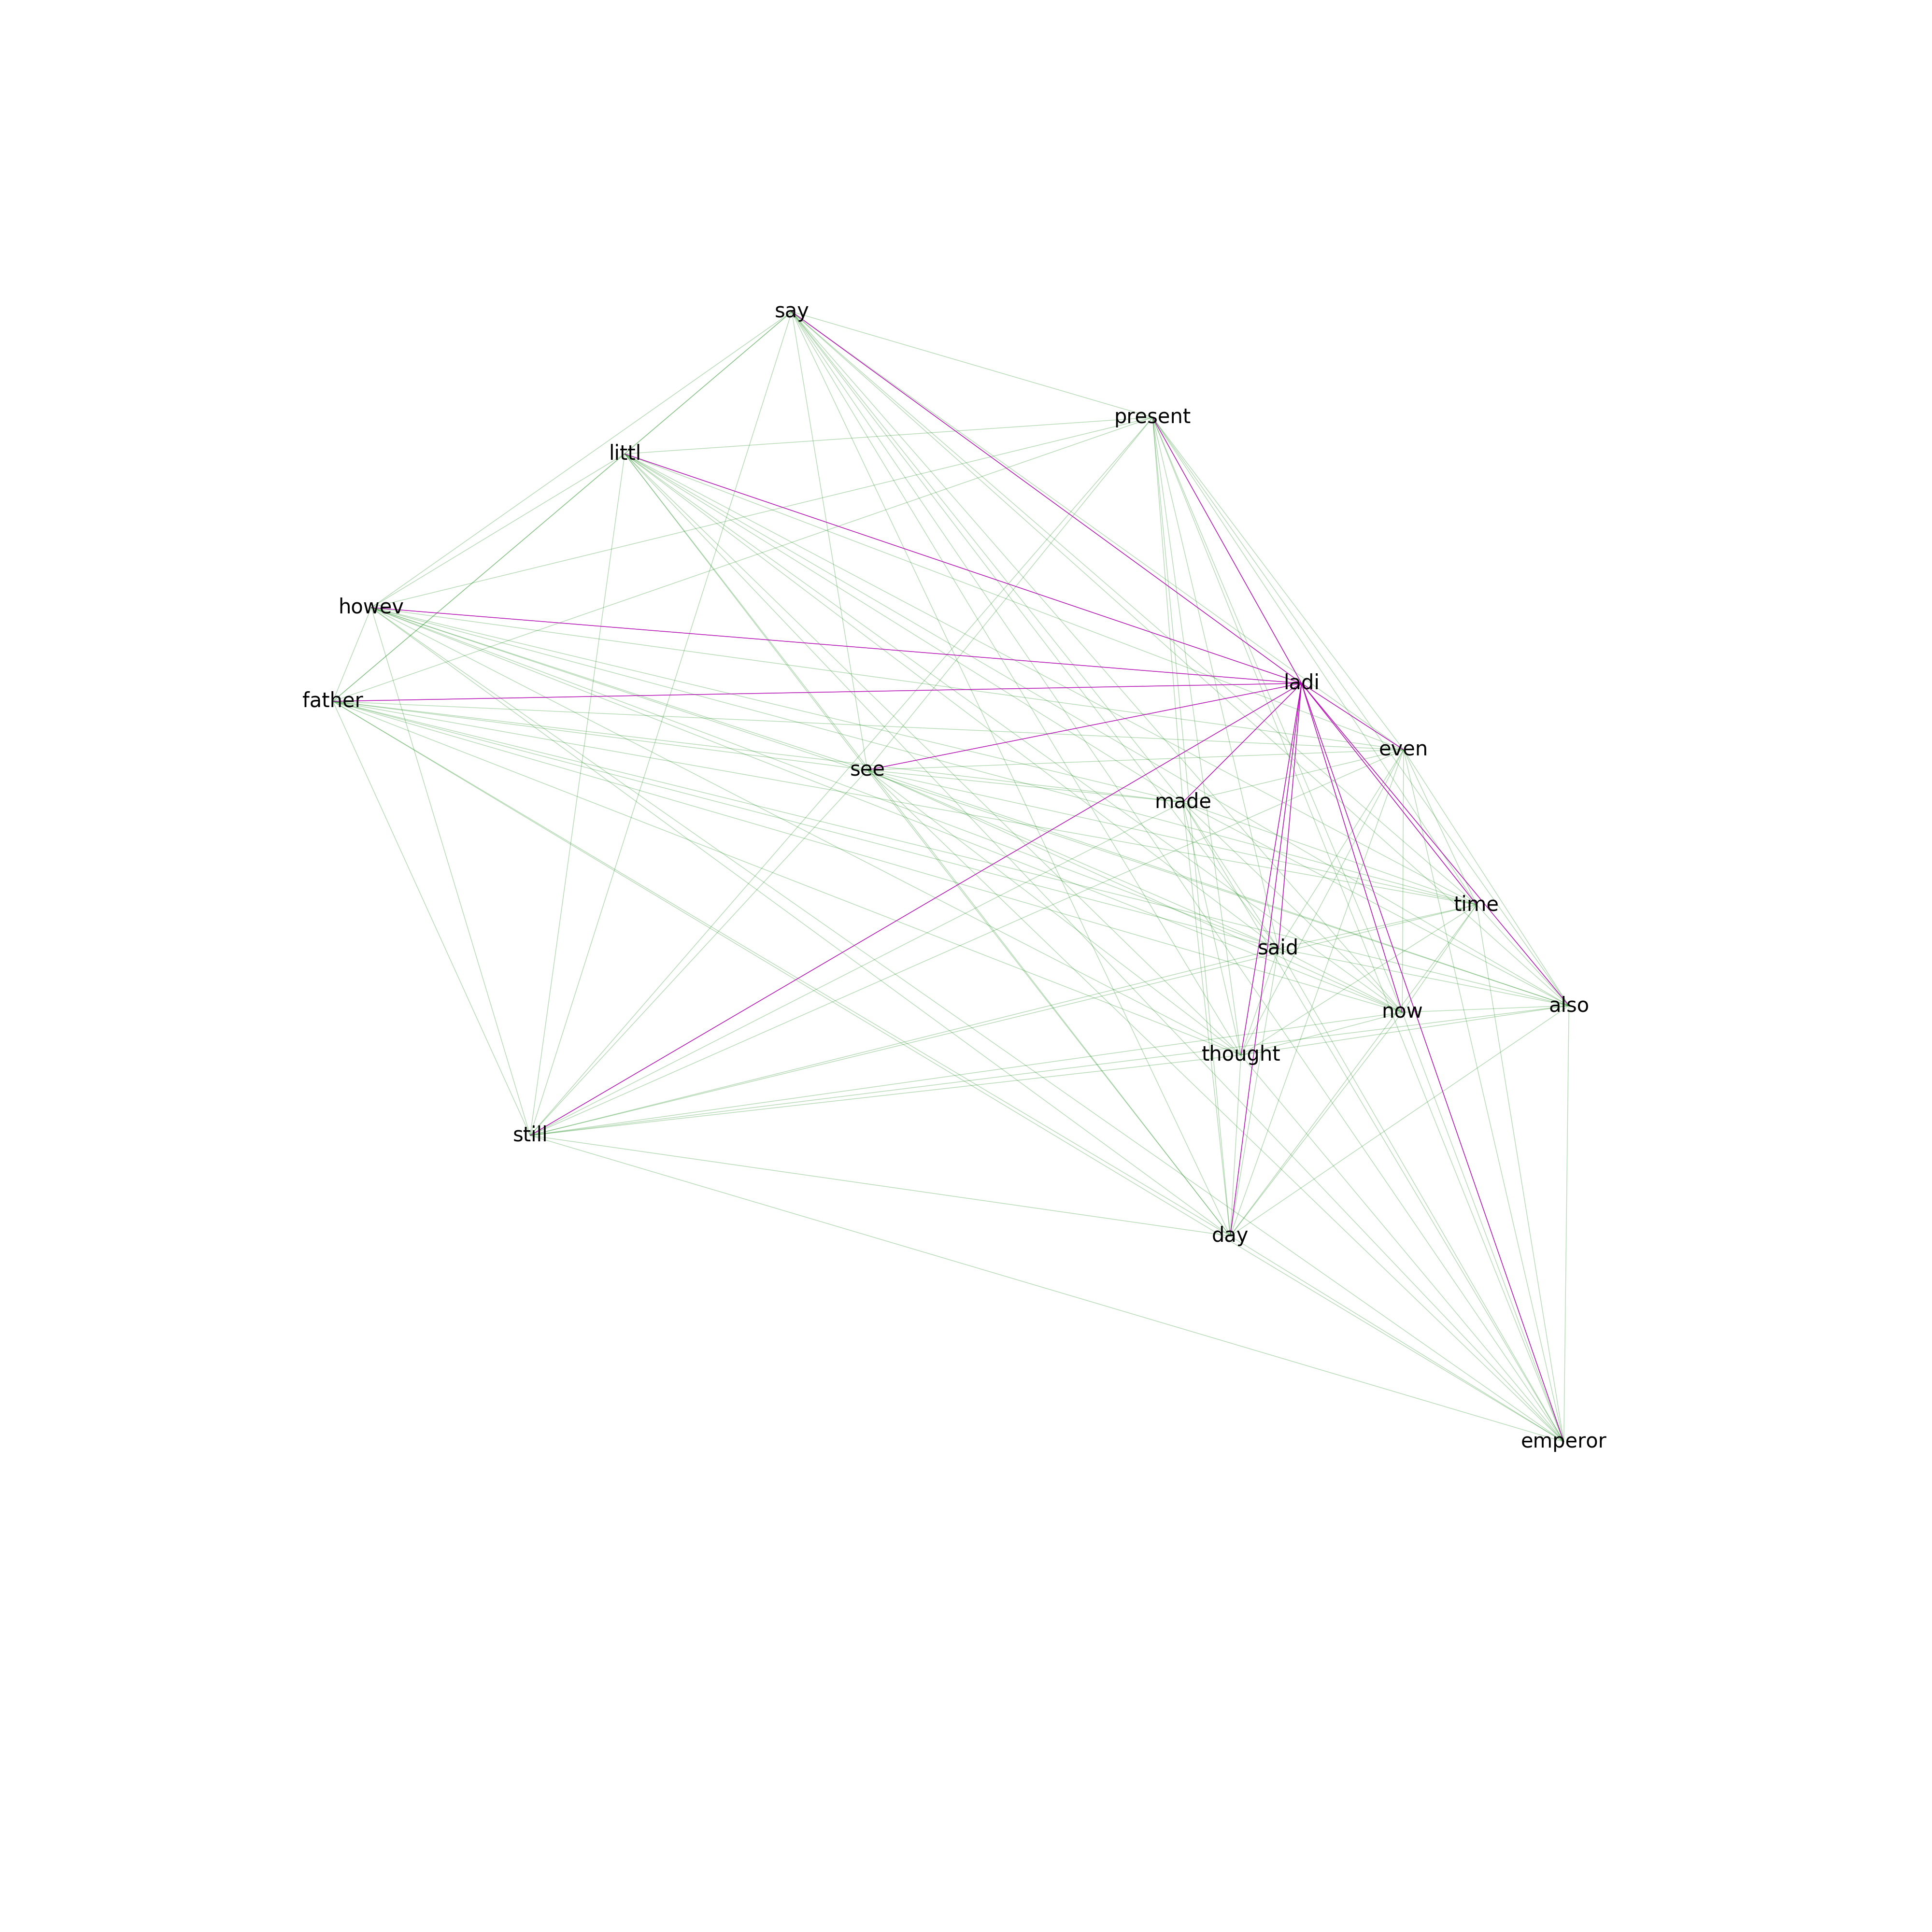 say
present
littl
howev
ladi
father
even
see
made
time
said
also
now
thought
still
day
emperor